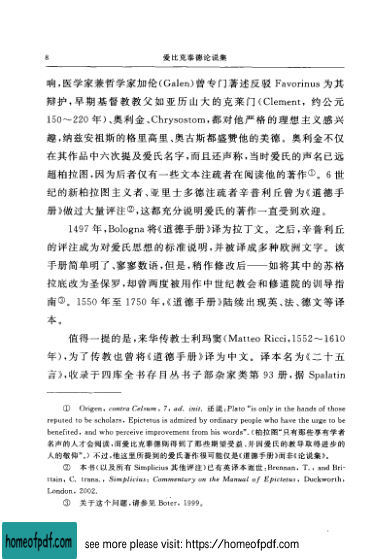 8 爱比克泰德论说集
响,医学家兼哲学家加伦(Galen)曾专门著述反驳 Favorinus 为其
辩护,早期基督教教父如亚历山大的克莱门(Clement, 约公元
150～220 年)、奥利金、Chrysostom,都对他严格的理想主义感兴
趣,纳兹安祖斯的格里高里、奥古斯都盛赞他的美德。奥利金不仅
在其作品中六次提及爱氏名字,而且还声称,当时爱氏的声名已远
超柏拉图,因为后者仅有一些文本注疏者在阅读他的著作①。6 世
纪的新柏拉图主义者、亚里士多德注疏者辛普利丘曾为《道德手
册》做过大量评注②,这都充分说明爱氏的著作一直受到欢迎。
1497 年,Bologna 将《道德手册》译为拉丁文。之后,辛普利丘
的评注成为对爱氏思想的标准说明,并被译成多种欧洲文字。该
手册简单明了、寥寥数语,但是,稍作修改后——如将其中的苏格
拉底改为圣保罗,却曾两度被用作中世纪教会和修道院的训导指
南③。1550 年至 1750 年,《道德手册》陆续出现英、法、德文等译
本。
值得一提的是,来华传教士利玛窦(Matteo Ricci,1552～1610
年),为了传教也曾将《道德手册》译为中文。译本名为《二十五
言》,收录于四库全书存目丛书子部杂家类第 93 册,据 Spalatin
① Origen, contra Celsum, 7, ad. init. 还说:Plato "is only in the hands of those
reputed to be scholars, Epictetus is admired by ordinary people who have the urge to be
benefited, and who perceive improvement from his words".(柏拉图"只有那些享有学者
名声的人才会阅读,而爱比克泰德则得到了那些期望受益、并因爱氏的教导取得进步的
人的敬仰"。)不过,他这里所提到的爱氏著作很可能仅是《道德手册》而非《论说集》。
② 本书(以及所有 Simplicius 其他评注)已有英译本面世:Brennan, T., and Bri-
ttain, C. trans., Simplicius: Commentary on the Manual of Epictetus, Duckworth,
London, 2002.
③ 关于这个问题,请参见 Boter, 1999。
homeofpdf.com
see more please visit: https://homeofpdf.com